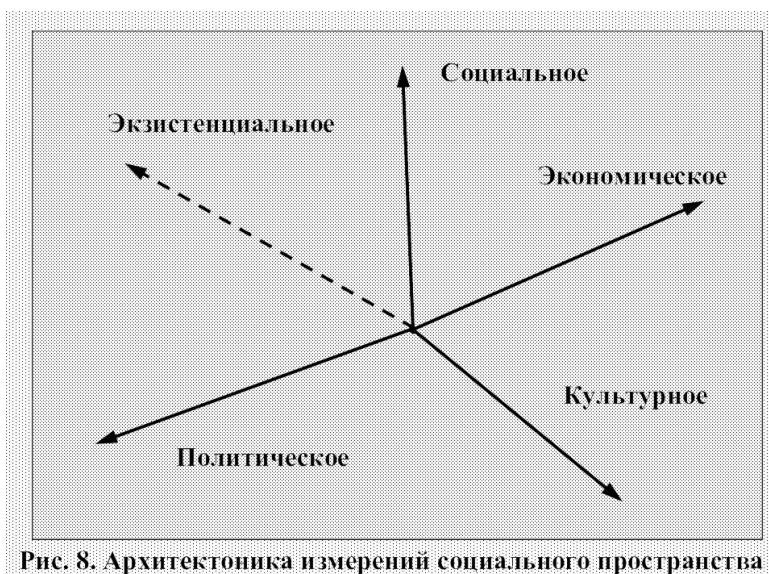 Социальное
Экзистенциальное
Экономическое
Культурное
Политическое
Рис. 8. Архитектоника измерений социального пространства